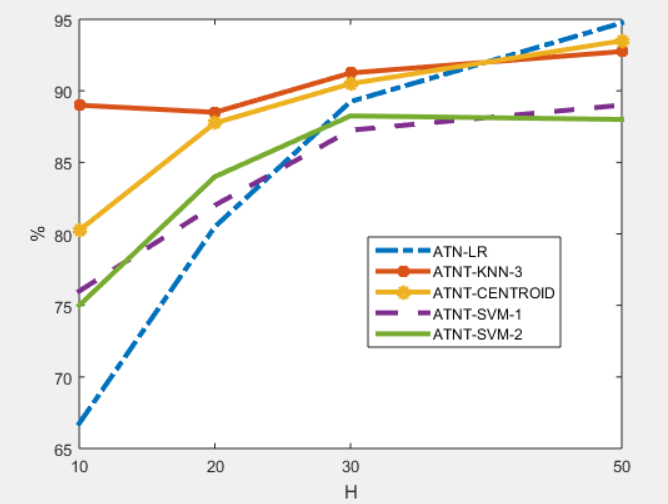 95
90
85
80
75
70
65
%
10
20
30
50
H
ATN-LR
ATNT-KNN-3
ATNT-CENTROID
ATNT-SVM-1
ATNT-SVM-2